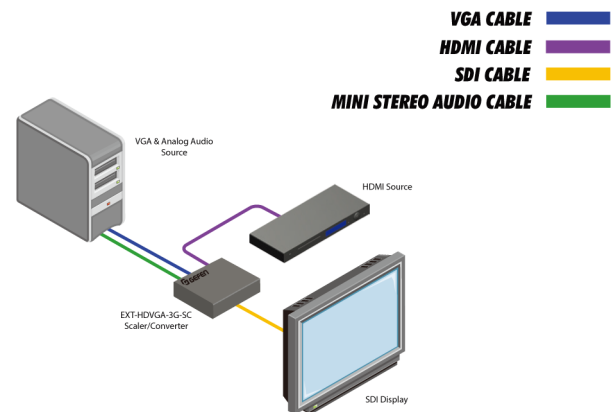 VGA CABLE
HDMI CABLE
SDI CABLE
MINI STEREO AUDIO CABLE
VGA & Analog Audio
Source
HDMI Source
GEFEN
EXT-HDVGA-3G-SC
Scaler/Converter
SDI Display